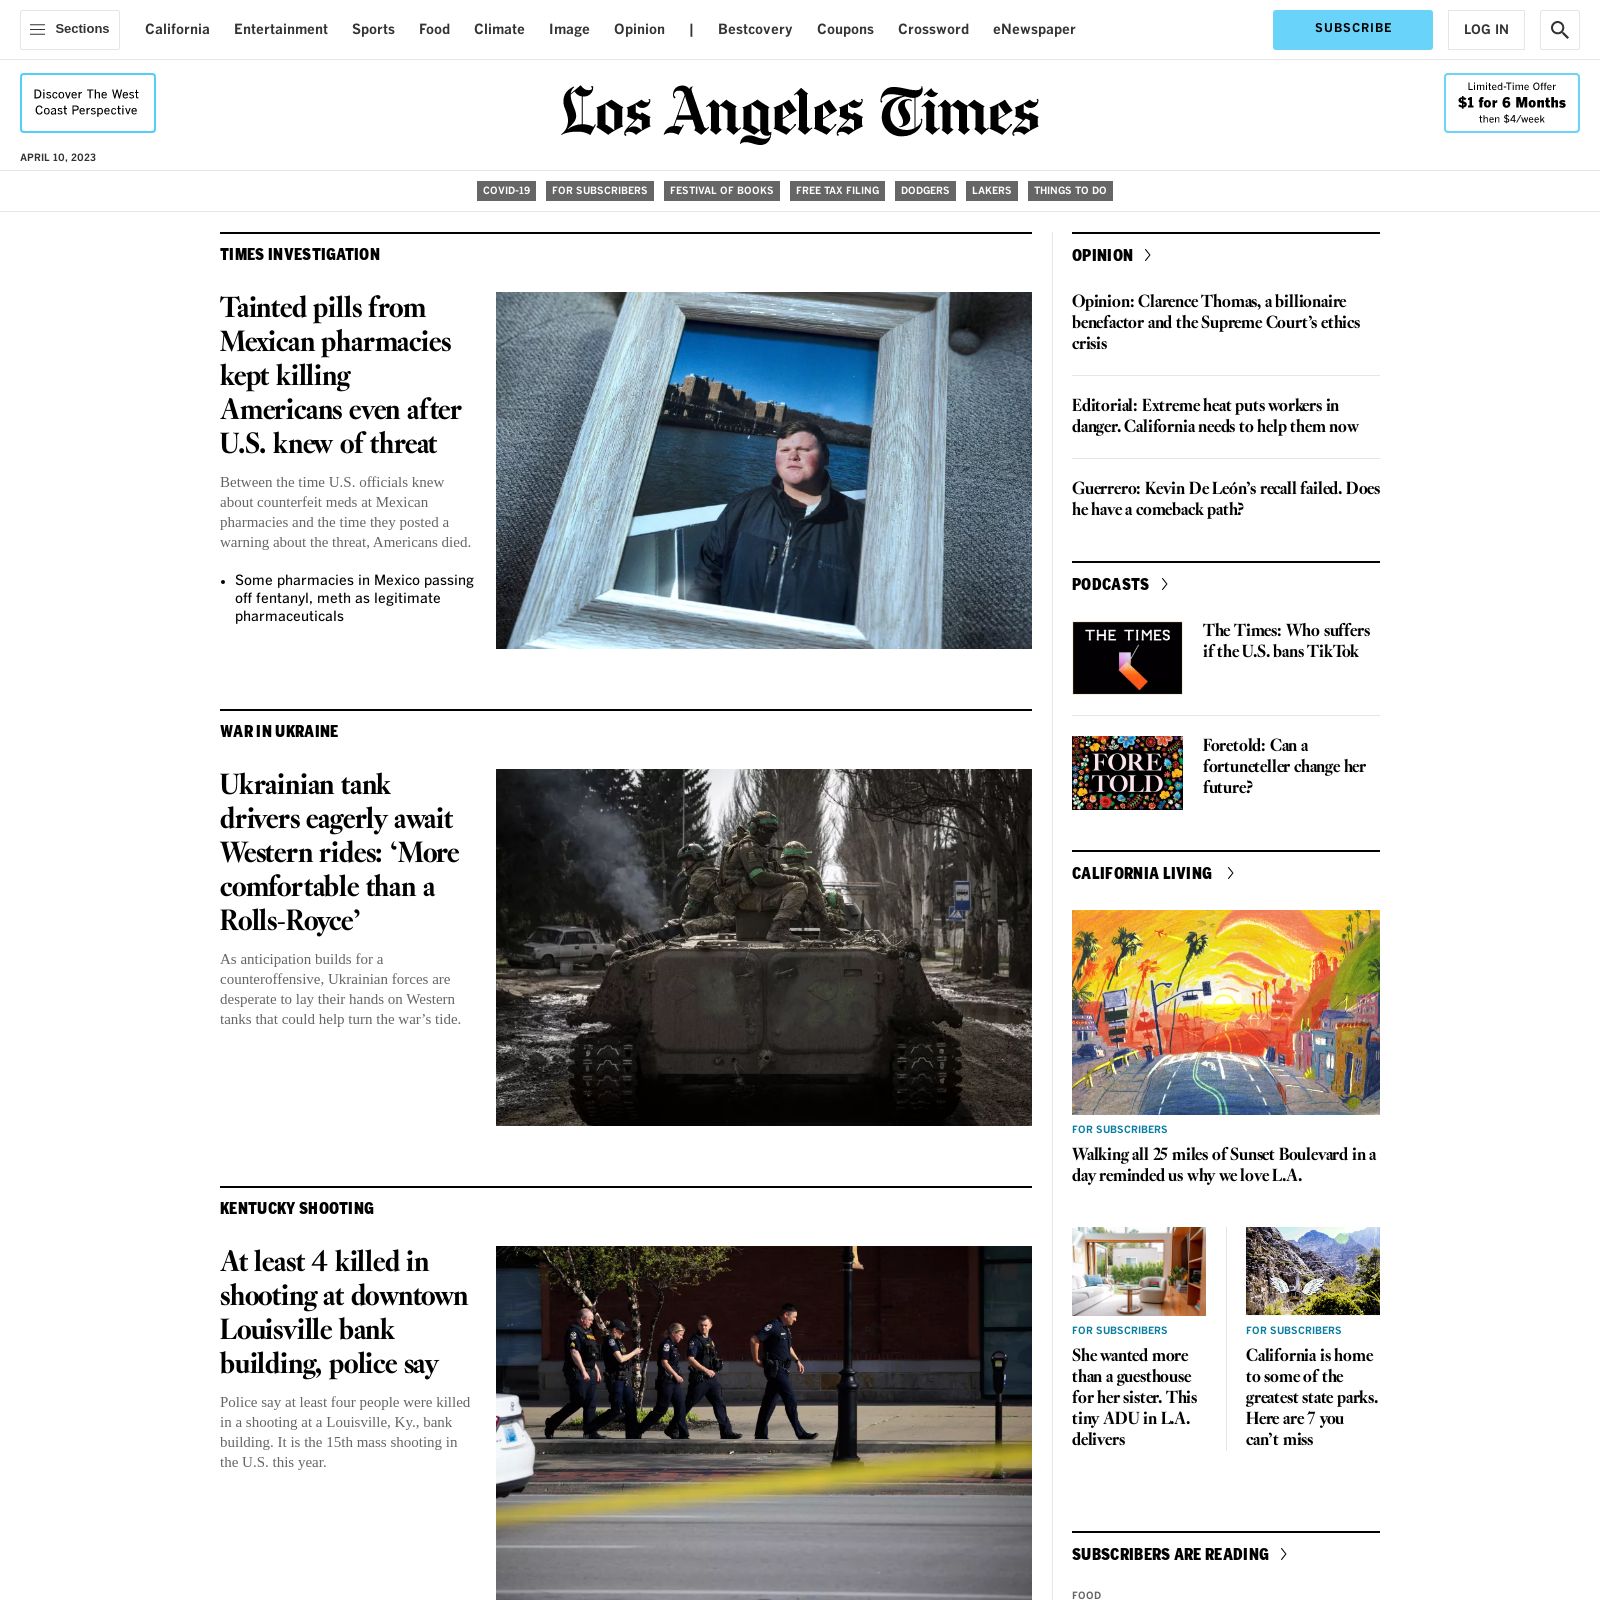 Sections
California
Entertainment
Sports
Food
Climate
Image
Opinion
|
Bestcovery
Coupons
Crossword
eNewspaper
SUBSCRIBE
LOG IN
Discover The West
Coast Perspective
Los Angeles Times
Limited-Time Offer
$1 for 6 Months
then $4/week
APRIL 10, 2023
COVID-19
FOR SUBSCRIBERS
FESTIVAL OF BOOKS
FREE TAX FILING
DODGERS
LAKERS
THINGS TO DO
TIMES INVESTIGATION
Tainted pills from
Mexican pharmacies
kept killing
Americans even after
U.S. knew of threat
Between the time U.S. officials knew
about counterfeit meds at Mexican
pharmacies and the time they posted a
warning about the threat, Americans died.
• Some pharmacies in Mexico passing
off fentanyl, meth as legitimate
pharmaceuticals
WAR IN UKRAINE
Ukrainian tank
drivers eagerly await
Western rides: ‘More
comfortable than a
Rolls-Royce’
As anticipation builds for a
counteroffensive, Ukrainian forces are
desperate to lay their hands on Western
tanks that could help turn the war’s tide.
KENTUCKY SHOOTING
At least 4 killed in
shooting at downtown
Louisville bank
building, police say
Police say at least four people were killed
in a shooting at a Louisville, Ky., bank
building. It is the 15th mass shooting in
the U.S. this year.
OPINION
Opinion: Clarence Thomas, a billionaire
benefactor and the Supreme Court’s ethics
crisis
Editorial: Extreme heat puts workers in
danger. California needs to help them now
Guerrero: Kevin De León’s recall failed. Does
he have a comeback path?
PODCASTS
THE TIMES
The Times: Who suffers
if the U.S. bans TikTok
FORE
TOLD
Foretold: Can a
fortuneteller change her
future?
CALIFORNIA LIVING
FOR SUBSCRIBERS
Walking all 25 miles of Sunset Boulevard in a
day reminded us why we love L.A.
FOR SUBSCRIBERS
She wanted more
than a guesthouse
for her sister. This
tiny ADU in L.A.
delivers
FOR SUBSCRIBERS
California is home
to some of the
greatest state parks.
Here are 7 you
can’t miss
SUBSCRIBERS ARE READING
FOOD